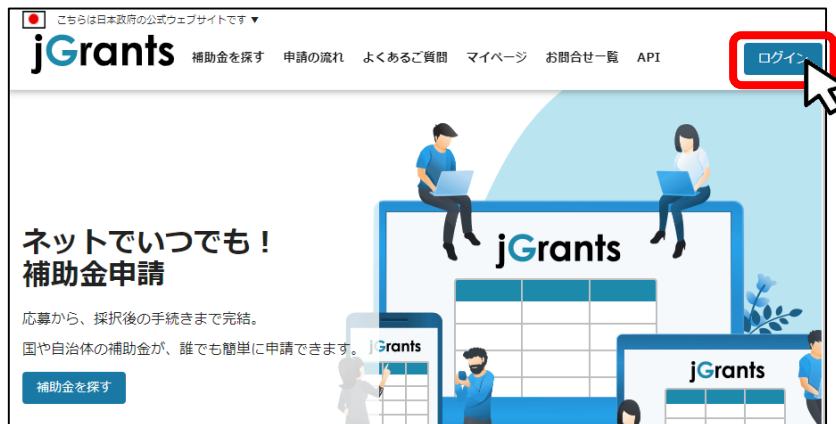 こちらは日本政府の公式ウェブサイトです ▼
jGrants 補助金を探す 申請の流れ よくあるご質問 マイページ お問合せ一覧 API ログイン
ネットでいつでも！
補助金申請
jGrants
応募から、採択後の手続きまで完結。
国や自治体の補助金が、誰でも簡単に申請できます。
jGrants
jGrants
補助金を探す